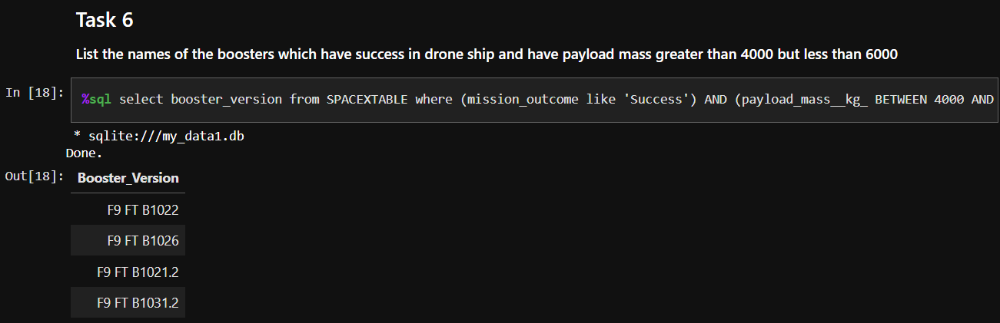 Task 6
List the names of the boosters which have success in drone ship and have payload mass greater than 4000 but less than 6000
In [18]: %sql select booster_version from SPACEXTABLE where (mission_outcome like 'Success') AND (payload_mass__kg_ BETWEEN 4000 AND
* sqlite:///my_data1.db
Done.
Out[18]: Booster_Version
F9 FT B1022
F9 FT B1026
F9 FT B1021.2
F9 FT B1031.2